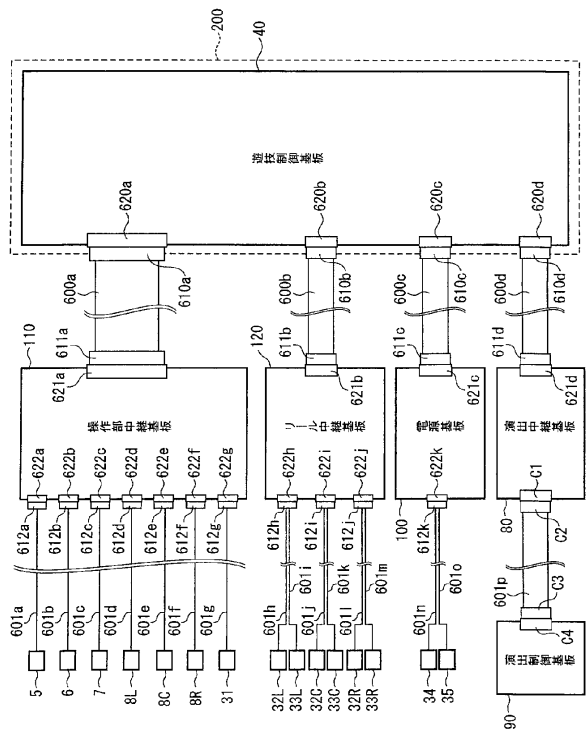 200
40
遊技制御基板
620a
620b
620c
620d
600a
610a
600b
610b
600c
610c
600d
610d
110
611a
621a
操作部中継基板
120
611b
621b
リール中継基板
611c
621c
電源基板
100
611d
621d
演出中継基板
80
622a
622b
622c
622d
622e
622f
622g
622h
622i
622j
622k
C1
612a
612b
612c
612d
612e
612f
612g
612h
612i
612j
612k
C2
601a
601b
601c
601d
601e
601f
601g
601h
601i
601j
601k
601l
601m
601n
601o
601p
C3
C4
5
6
7
8L
8C
8R
31
32L
33L
32C
33C
32R
33R
34
35
演出制御基板
90